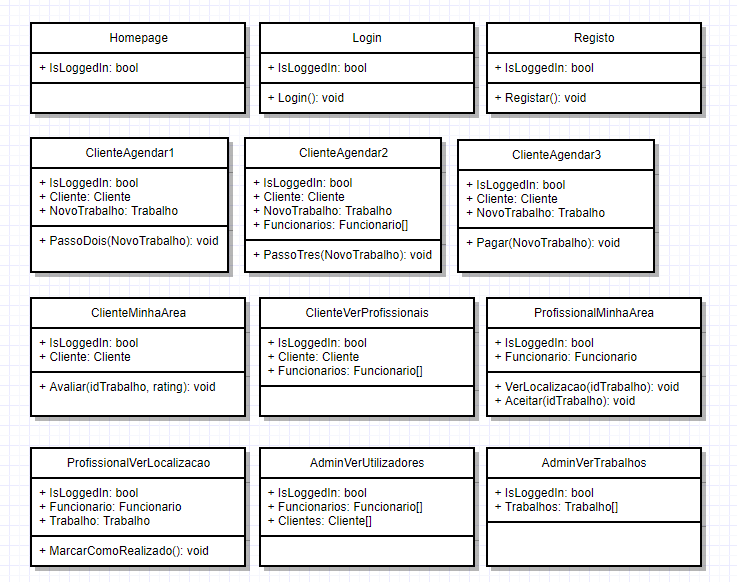 Homepage
+ IsLoggedIn: bool
Login
+ IsLoggedIn: bool
+ Login(): void
Registo
+ IsLoggedIn: bool
+ Registar(): void
ClienteAgendar1
+ IsLoggedIn: bool
+ Cliente: Cliente
+ NovoTrabalho: Trabalho
+ PassoDois(NovoTrabalho): void
ClienteAgendar2
+ IsLoggedIn: bool
+ Cliente: Cliente
+ NovoTrabalho: Trabalho
+ Funcionarios: Funcionario[]
+ PassoTres(NovoTrabalho): void
ClienteAgendar3
+ IsLoggedIn: bool
+ Cliente: Cliente
+ NovoTrabalho: Trabalho
+ Pagar(NovoTrabalho): void
ClienteMinhaArea
+ IsLoggedIn: bool
+ Cliente: Cliente
+ Avaliar(idTrabalho, rating): void
ClienteVerProfissionais
+ IsLoggedIn: bool
+ Cliente: Cliente
+ Funcionarios: Funcionario[]
ProfissionalMinhaArea
+ IsLoggedIn: bool
+ Funcionario: Funcionario
+ VerLocalizacao(idTrabalho): void
+ Aceitar(idTrabalho): void
ProfissionalVerLocalizacao
+ IsLoggedIn: bool
+ Funcionario: Funcionario
+ Trabalho: Trabalho
+ MarcarComoRealizado(): void
AdminVerUtilizadores
+ IsLoggedIn: bool
+ Funcionarios: Funcionario[]
+ Clientes: Cliente[]
AdminVerTrabalhos
+ IsLoggedIn: bool
+ Trabalhos: Trabalho[]